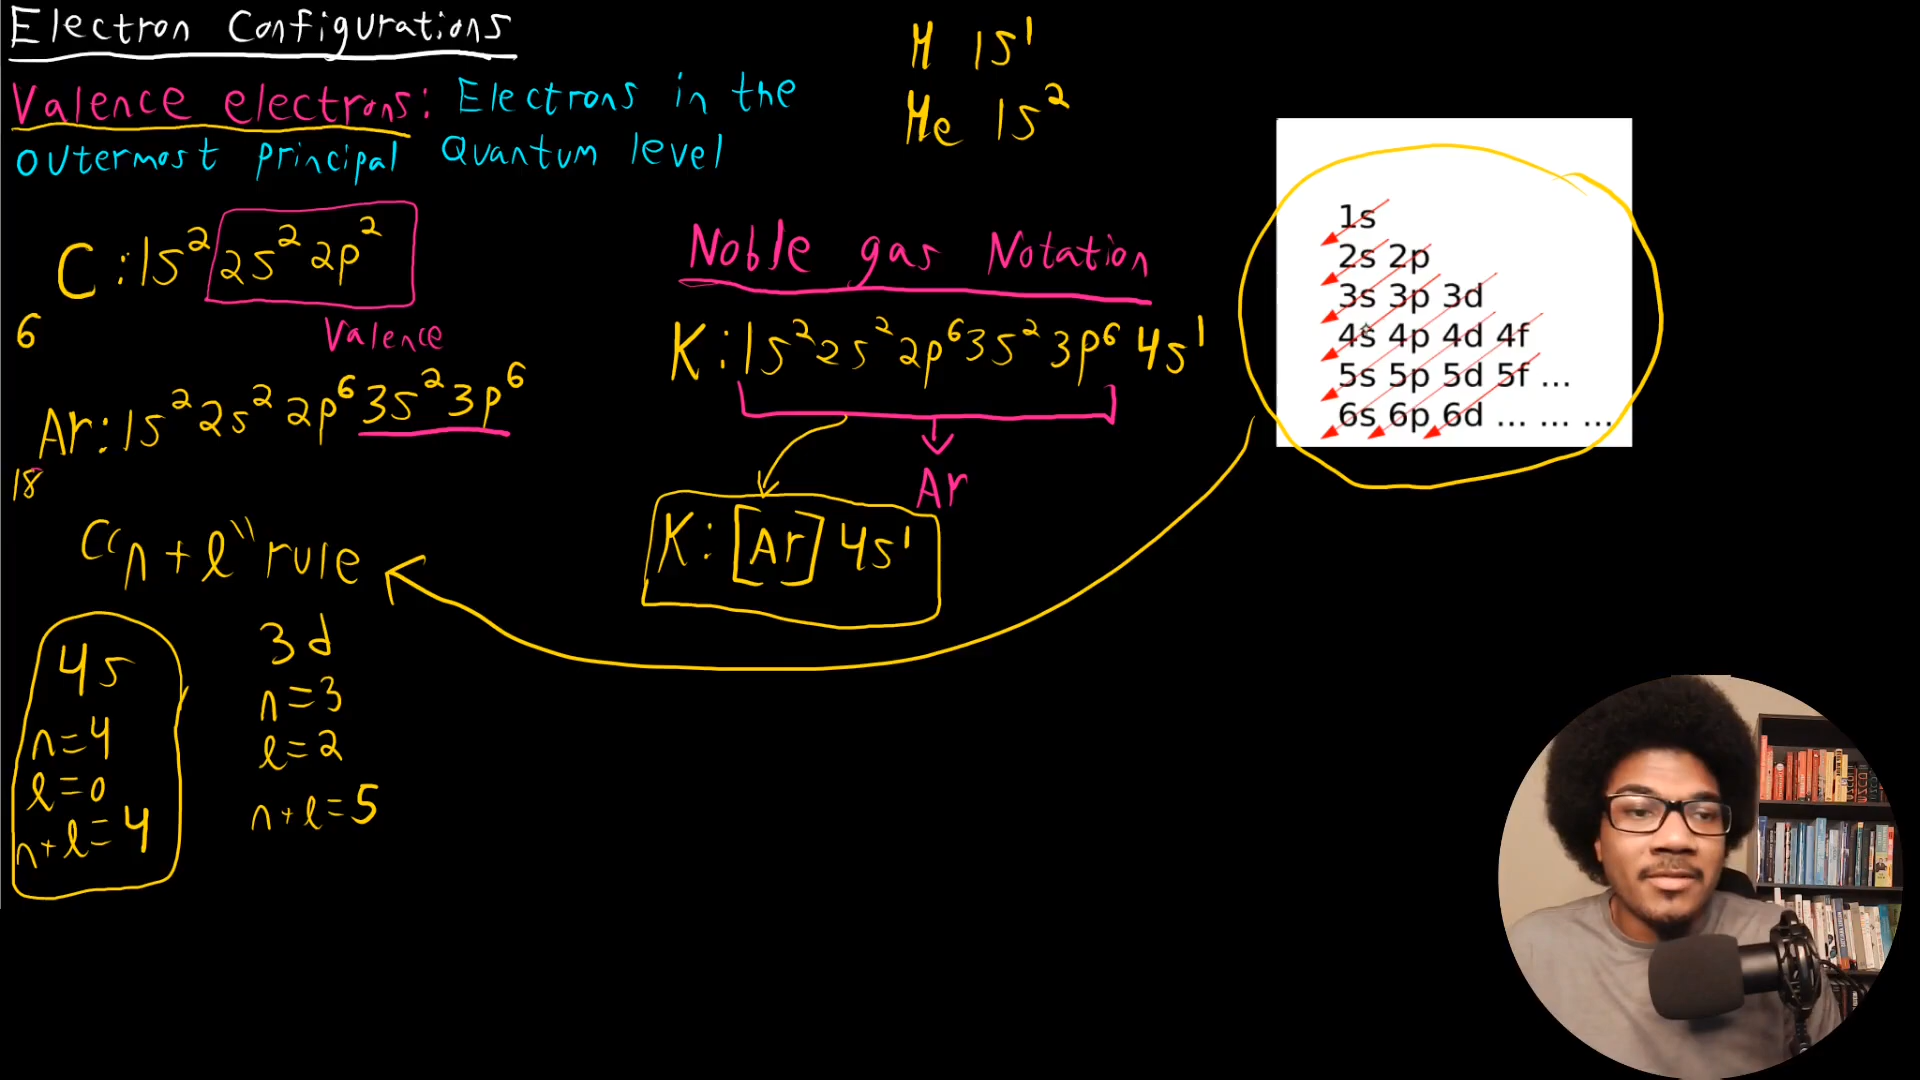 Electron Configurations
Valence electrons: Electrons in the
outermost principal Quantum level
H 1s¹
He 1s²
C: 1s² 2s² 2p²
6
Valence
Ar: 1s² 2s² 2p⁶ 3s² 3p⁶
18
Noble gas Notation
K: 1s² 2s² 2p⁶ 3s² 3p⁶ 4s¹
Ar
K: [Ar] 4s¹
1s
2s 2p
3s 3p 3d
4s 4p 4d 4f
5s 5p 5d 5f ...
6s 6p 6d ... ... ...
"n + ℓ" rule
4s
n=4
ℓ=0
n+ℓ=4
3d
n=3
ℓ=2
n+ℓ=5